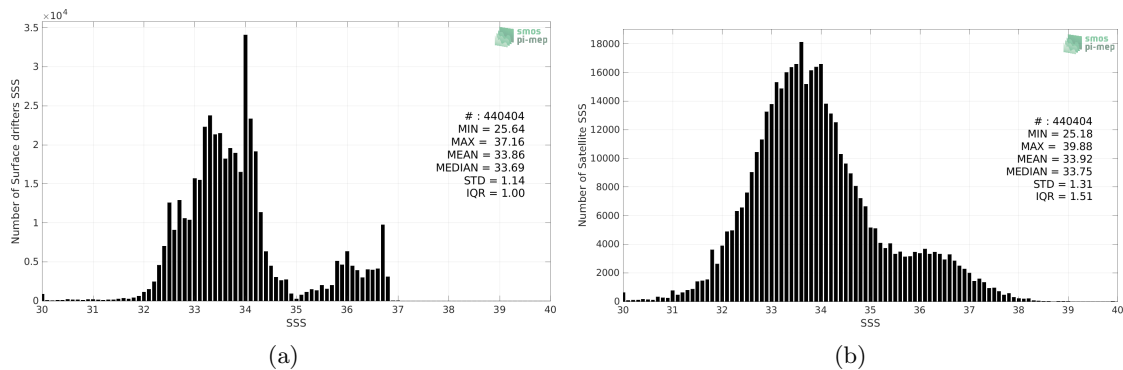 ×10⁴
3.5
3
2.5
2
1.5
1
0.5
0
Number of Surface drifters SSS
30 31 32 33 34 35 36 37 38 39 40
SSS
smos
pi-mep
# : 440404
MIN = 25.64
MAX = 37.16
MEAN = 33.86
MEDIAN = 33.69
STD = 1.14
IQR = 1.00
(a)
18000
16000
14000
12000
10000
8000
6000
4000
2000
0
Number of Satellite SSS
30 31 32 33 34 35 36 37 38 39 40
SSS
smos
pi-mep
# : 440404
MIN = 25.18
MAX = 39.88
MEAN = 33.92
MEDIAN = 33.75
STD = 1.31
IQR = 1.51
(b)